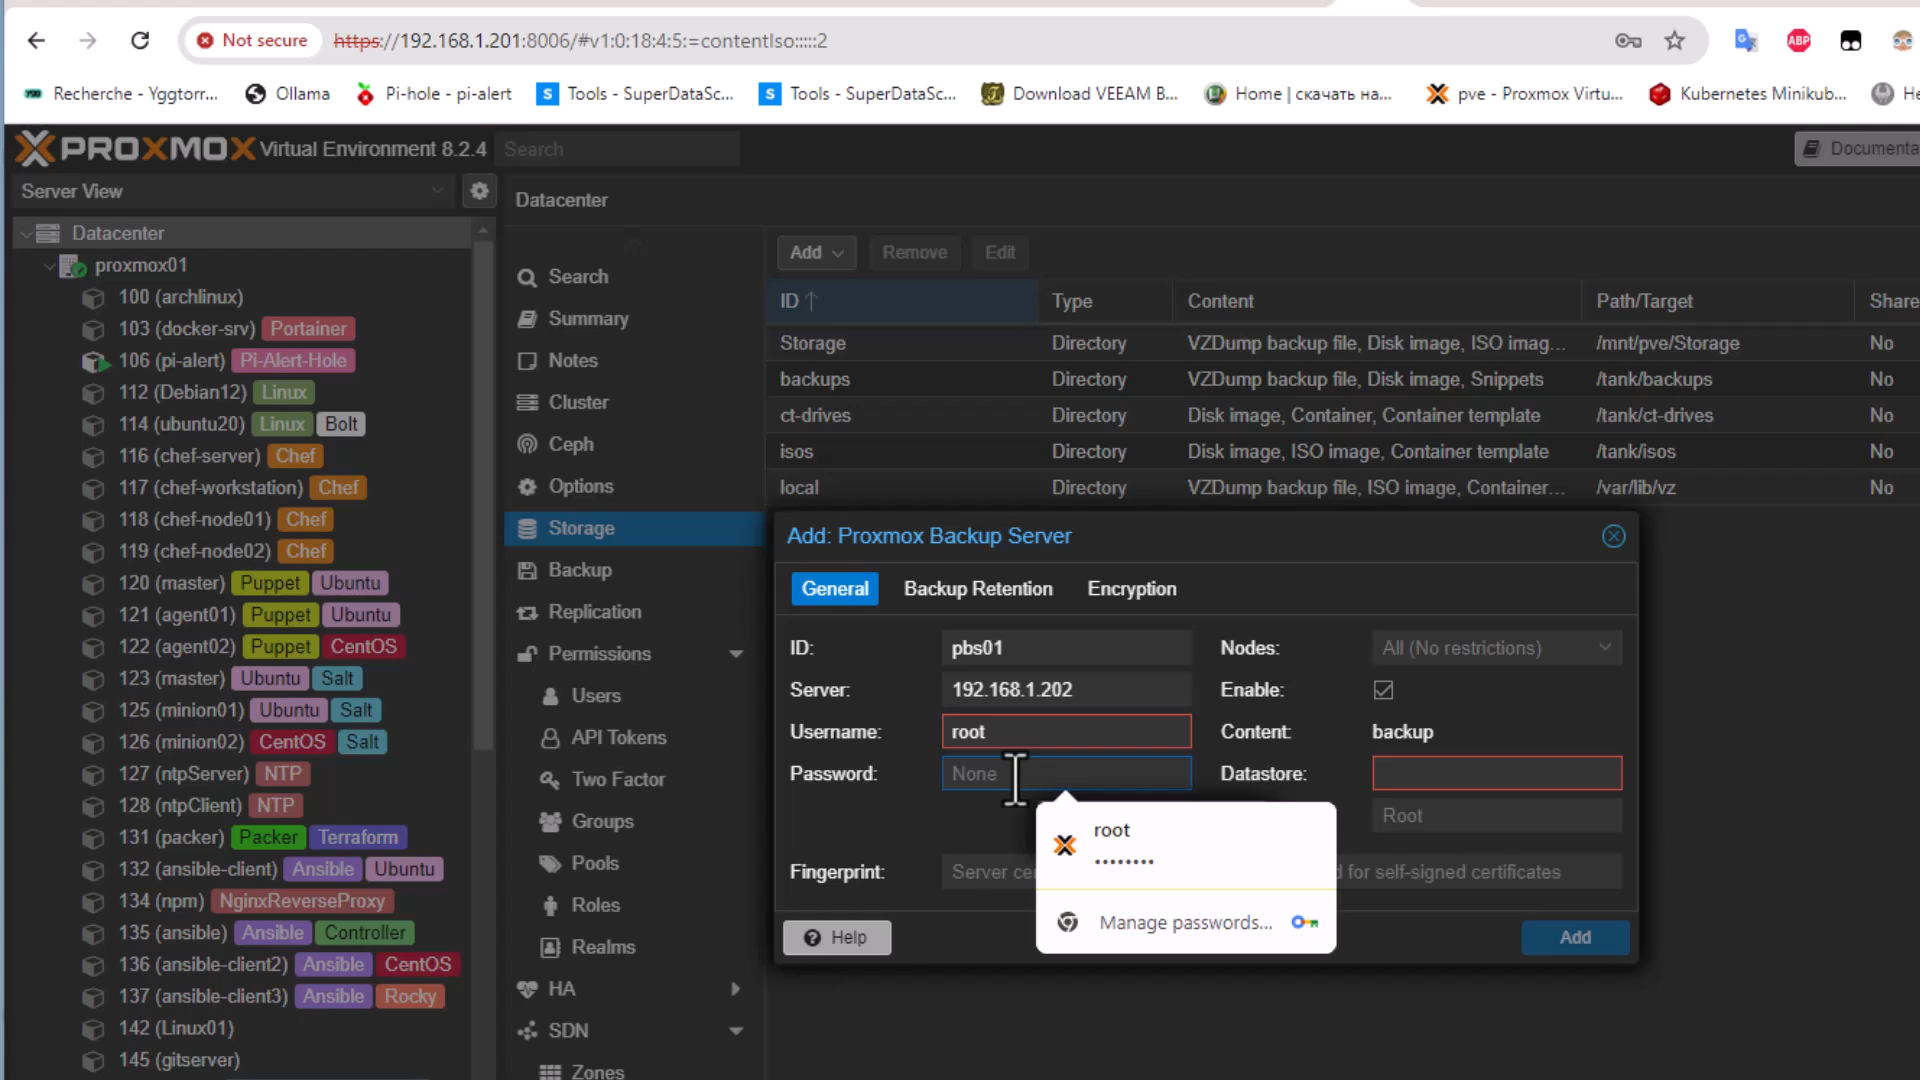 Not secure
https://192.168.1.201:8006/#v1:0:18:4:5:=contentIso:::::2
Recherche - Yggtorr...
Ollama
Pi-hole - pi-alert
Tools - SuperDataSc...
Tools - SuperDataSc...
Download VEEAM B...
Home | скачать на...
pve - Proxmox Virtu...
Kubernetes Minikub...
ABP
PROXMOX Virtual Environment 8.2.4
Search
Documenta
Server View
Datacenter
proxmox01
100 (archlinux)
103 (docker-srv) Portainer
106 (pi-alert) Pi-Alert-Hole
112 (Debian12) Linux
114 (ubuntu20) Linux Bolt
116 (chef-server) Chef
117 (chef-workstation) Chef
118 (chef-node01) Chef
119 (chef-node02) Chef
120 (master) Puppet Ubuntu
121 (agent01) Puppet Ubuntu
122 (agent02) Puppet CentOS
123 (master) Ubuntu Salt
125 (minion01) Ubuntu Salt
126 (minion02) CentOS Salt
127 (ntpServer) NTP
128 (ntpClient) NTP
131 (packer) Packer Terraform
132 (ansible-client) Ansible Ubuntu
134 (npm) NginxReverseProxy
135 (ansible) Ansible Controller
136 (ansible-client2) Ansible CentOS
137 (ansible-client3) Ansible Rocky
142 (Linux01)
145 (gitserver)
Datacenter
Search
Summary
Notes
Cluster
Ceph
Options
Storage
Backup
Replication
Permissions
Users
API Tokens
Two Factor
Groups
Pools
Roles
Realms
HA
SDN
Zones
Add Remove Edit
ID Type Content Path/Target Share
Storage Directory VZDump backup file, Disk image, ISO imag... /mnt/pve/Storage No
backups Directory VZDump backup file, Disk image, Snippets /tank/backups No
ct-drives Directory Disk image, Container, Container template /tank/ct-drives No
isos Directory Disk image, ISO image, Container template /tank/isos No
local Directory VZDump backup file, ISO image, Container... /var/lib/vz No
Add: Proxmox Backup Server
General Backup Retention Encryption
ID: pbs01 Nodes: All (No restrictions)
Server: 192.168.1.202 Enable:
Username: root Content: backup
Password: None Datastore:
Root
Fingerprint: Server ce d for self-signed certificates
root
••••••••
Manage passwords...
Help
Add